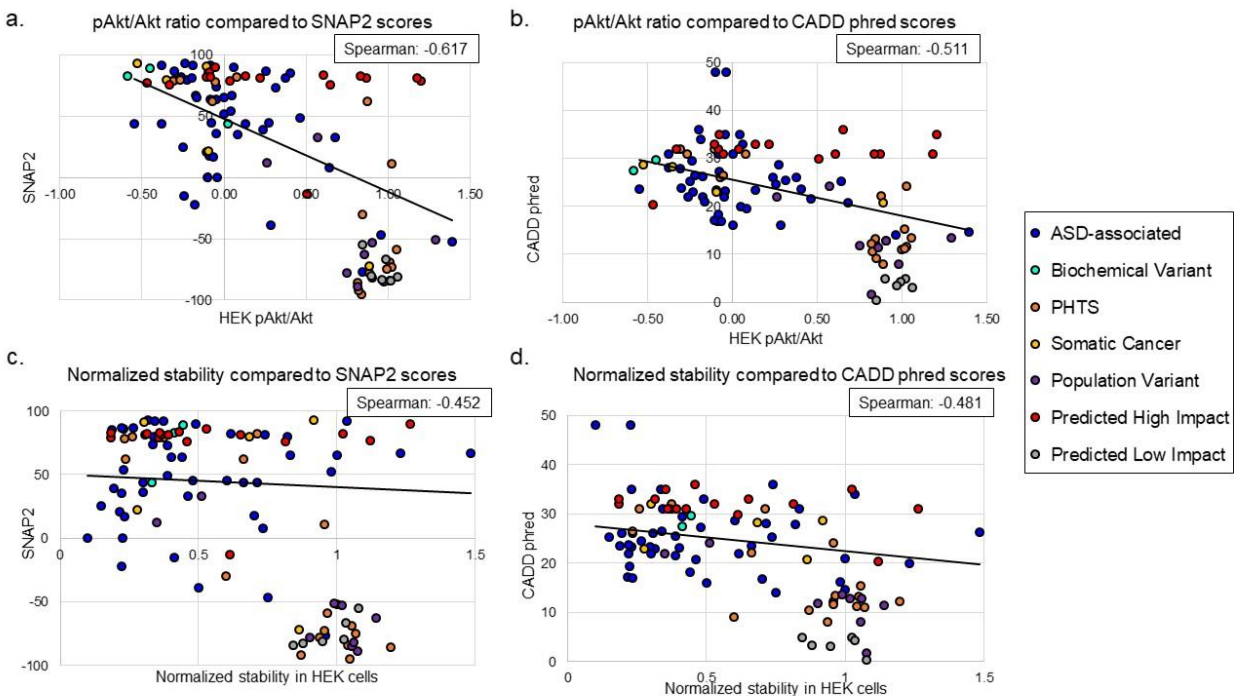 a.
pAkt/Akt ratio compared to SNAP2 scores
Spearman: -0.617
100
50
0
-50
-100
-1.00
-0.50
0.00
0.50
1.00
1.50
SNAP2
HEK pAkt/Akt
b.
pAkt/Akt ratio compared to CADD phred scores
Spearman: -0.511
50
40
30
20
10
0
-1.00
-0.50
0.00
0.50
1.00
1.50
CADD phred
HEK pAkt/Akt
c.
Normalized stability compared to SNAP2 scores
Spearman: -0.452
100
50
0
-50
-100
0
0.5
1
1.5
SNAP2
Normalized stability in HEK cells
d.
Normalized stability compared to CADD phred scores
Spearman: -0.481
50
40
30
20
10
0
0
0.5
1
1.5
CADD phred
Normalized stability in HEK cells
ASD-associated
Biochemical Variant
PHTS
Somatic Cancer
Population Variant
Predicted High Impact
Predicted Low Impact